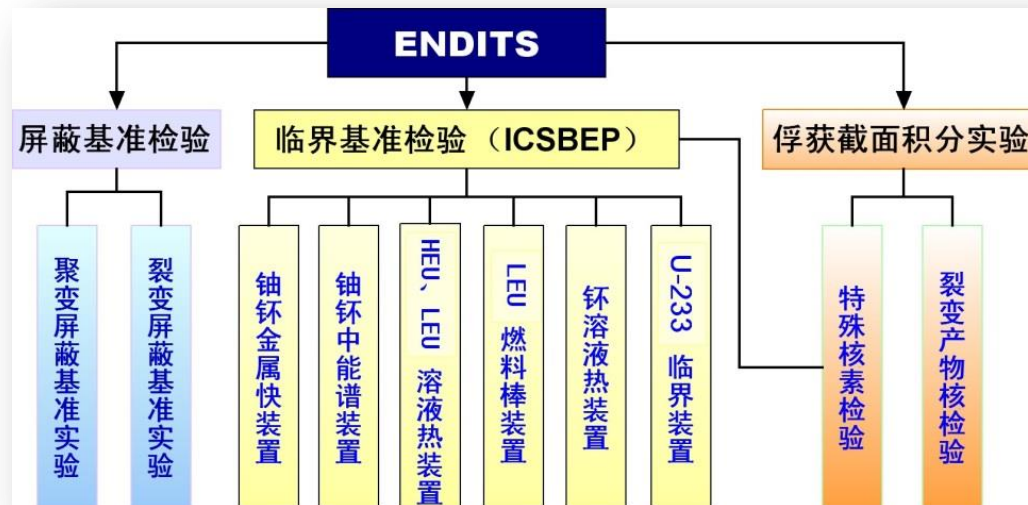 ENDITS
屏蔽基准检验
临界基准检验（ICSBEP）
俘获截面积分实验
聚变屏蔽基准实验
裂变屏蔽基准实验
铀钚金属快装置
铀钚中能谱装置
HEU、LEU 溶液热装置
LEU 燃料棒装置
钚溶液热装置
U-233 临界装置
特殊核素检验
裂变产物核检验